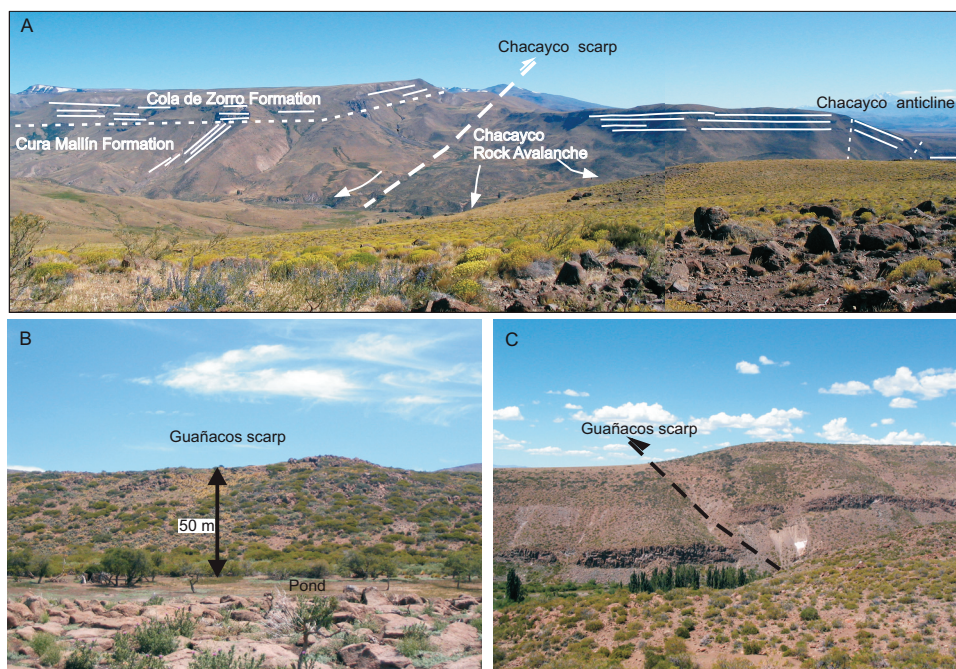 A
Chacayco scarp
Cola de Zorro Formation
Chacayco anticline
Cura Mallín Formation
Chacayco
Rock Avalanche
B
Guañacos scarp
50 m
Pond
C
Guañacos scarp